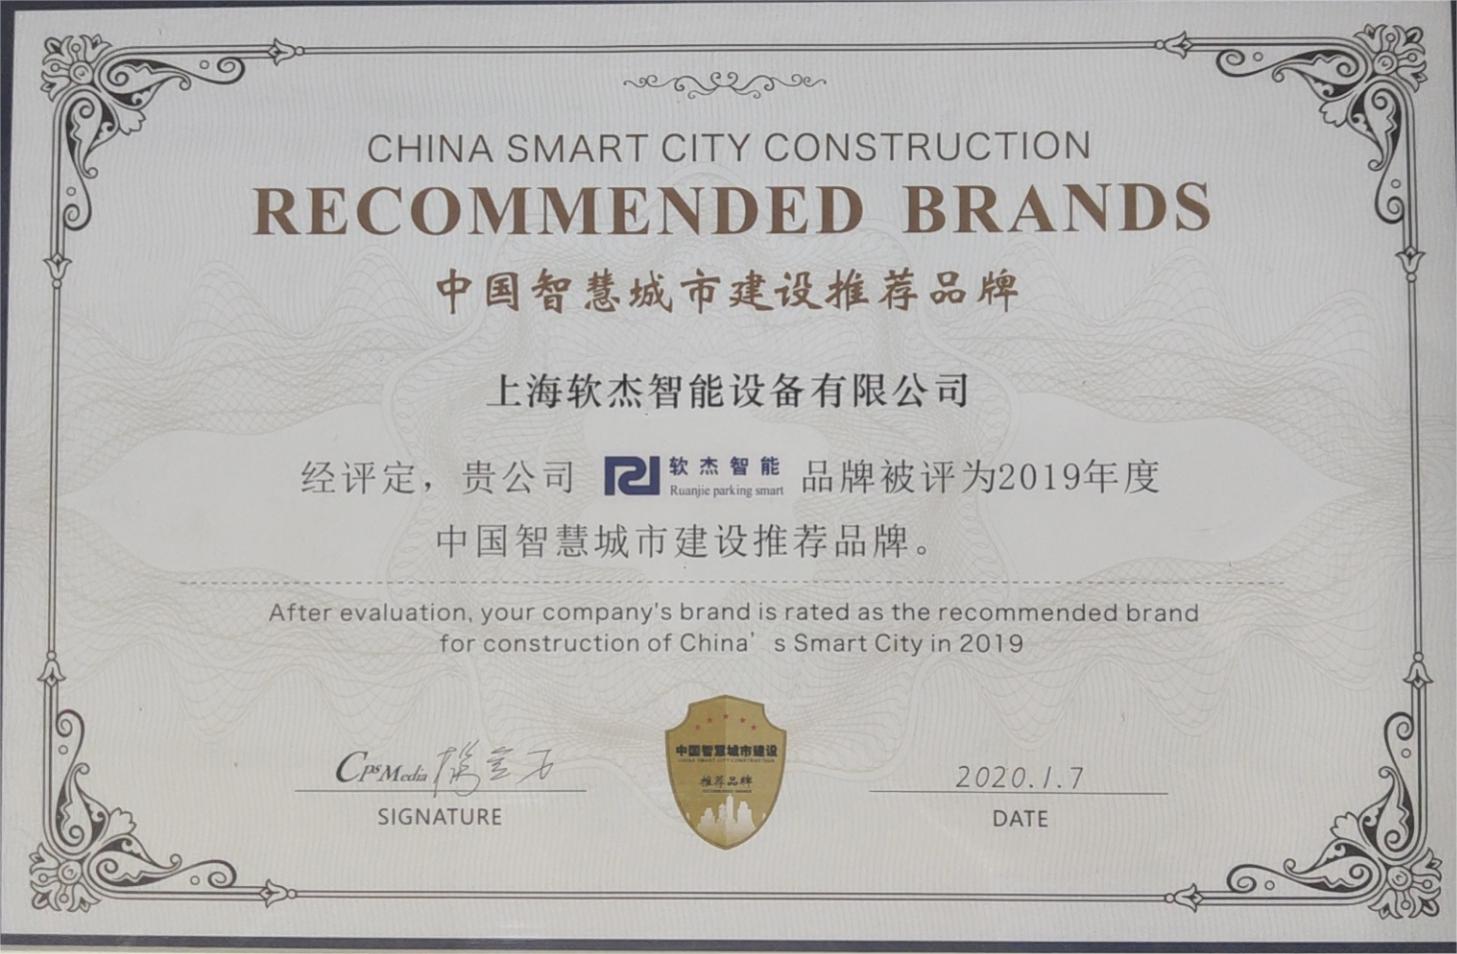 CHINA SMART CITY CONSTRUCTION
RECOMMENDED BRANDS
中国智慧城市建设推荐品牌
上海软杰智能设备有限公司
经评定，贵公司 软杰智能 品牌被评为2019年度
Ruanjie parking smart
中国智慧城市建设推荐品牌。
After evaluation, your company's brand is rated as the recommended brand
for construction of China’s Smart City in 2019
中国智慧城市建设
CHINA SMART CITY CONSTRUCTION
推荐品牌
CPS Media
2020.1.7
SIGNATURE
DATE